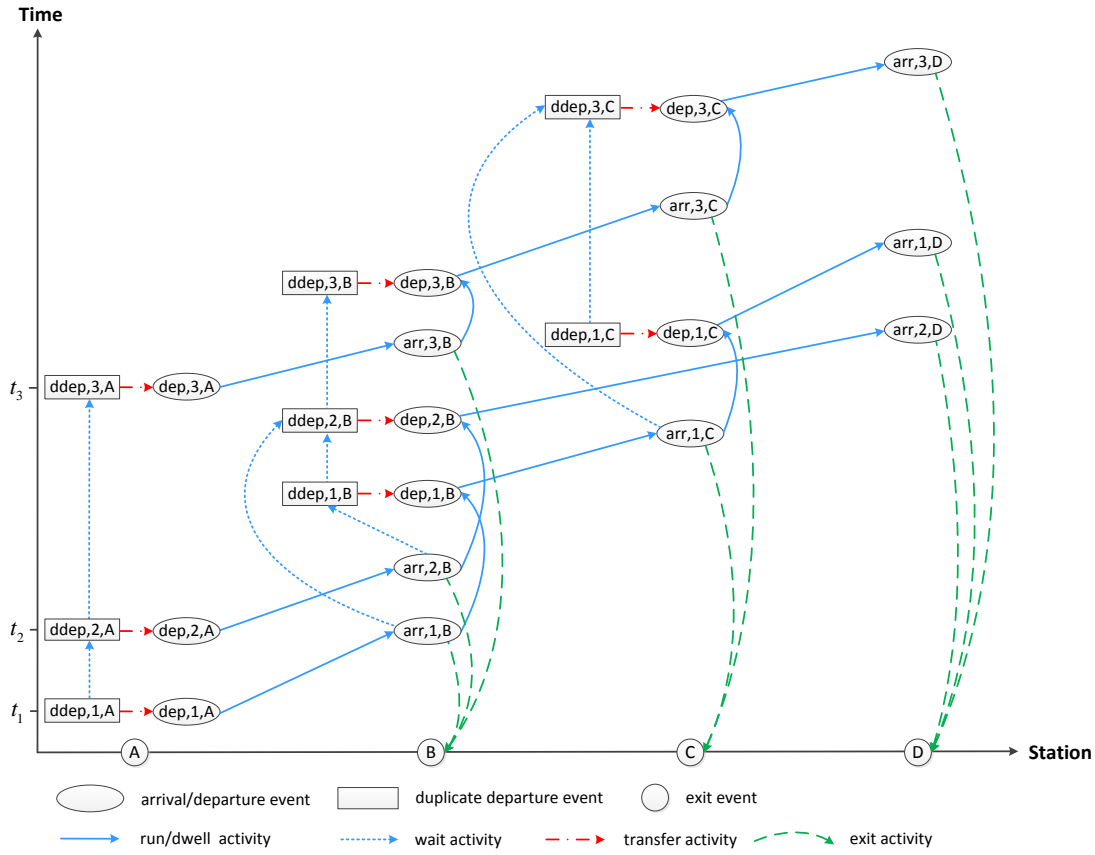 Time
arr,3,D
ddep,3,C
dep,3,C
arr,3,C
arr,1,D
ddep,3,B
dep,3,B
arr,2,D
ddep,1,C
dep,1,C
arr,3,B
t3
ddep,3,A
dep,3,A
ddep,2,B
dep,2,B
arr,1,C
ddep,1,B
dep,1,B
arr,2,B
t2
ddep,2,A
dep,2,A
arr,1,B
t1
ddep,1,A
dep,1,A
A
B
C
D
Station
arrival/departure event
duplicate departure event
exit event
run/dwell activity
wait activity
transfer activity
exit activity